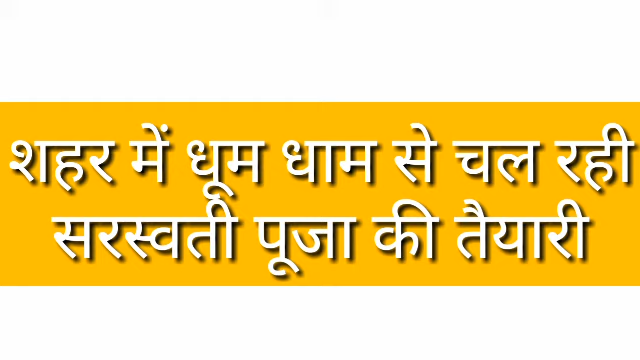 शहर में धूम धाम से चल रही
सरस्वती पूजा की तैयारी